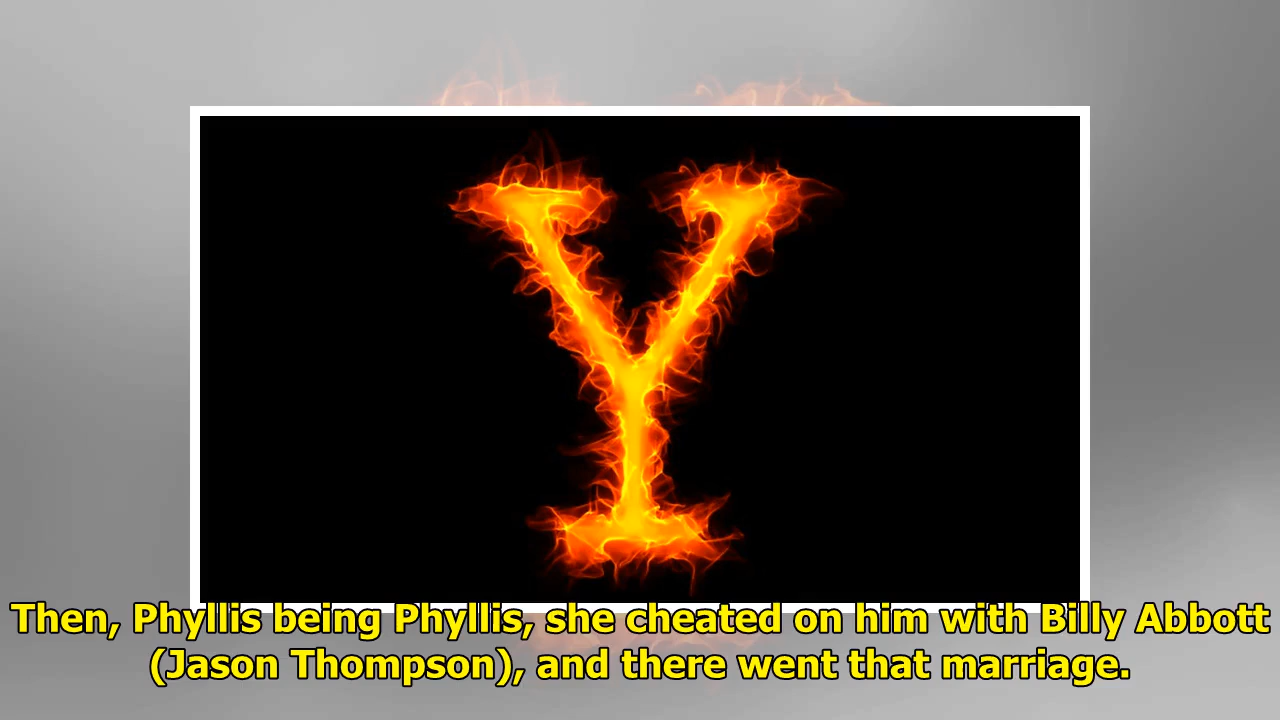 Y
Then, Phyllis being Phyllis, she cheated on him with Billy Abbott
(Jason Thompson), and there went that marriage.